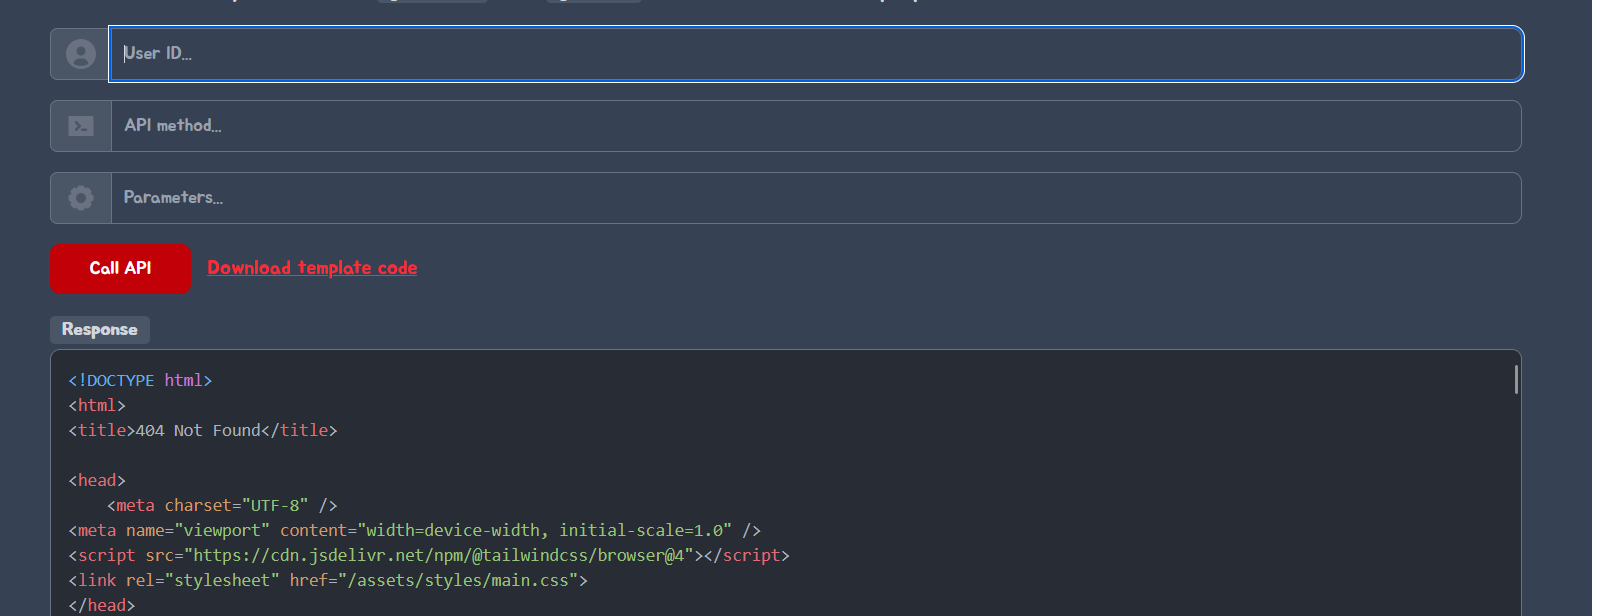 User ID...
API method...
Parameters...
Call API Download template code
Response
<!DOCTYPE html>
<html>
<title>404 Not Found</title>
<head>
<meta charset="UTF-8" />
<meta name="viewport" content="width=device-width, initial-scale=1.0" />
<script src="https://cdn.jsdelivr.net/npm/@tailwindcss/browser@4"></script>
<link rel="stylesheet" href="/assets/styles/main.css">
</head>